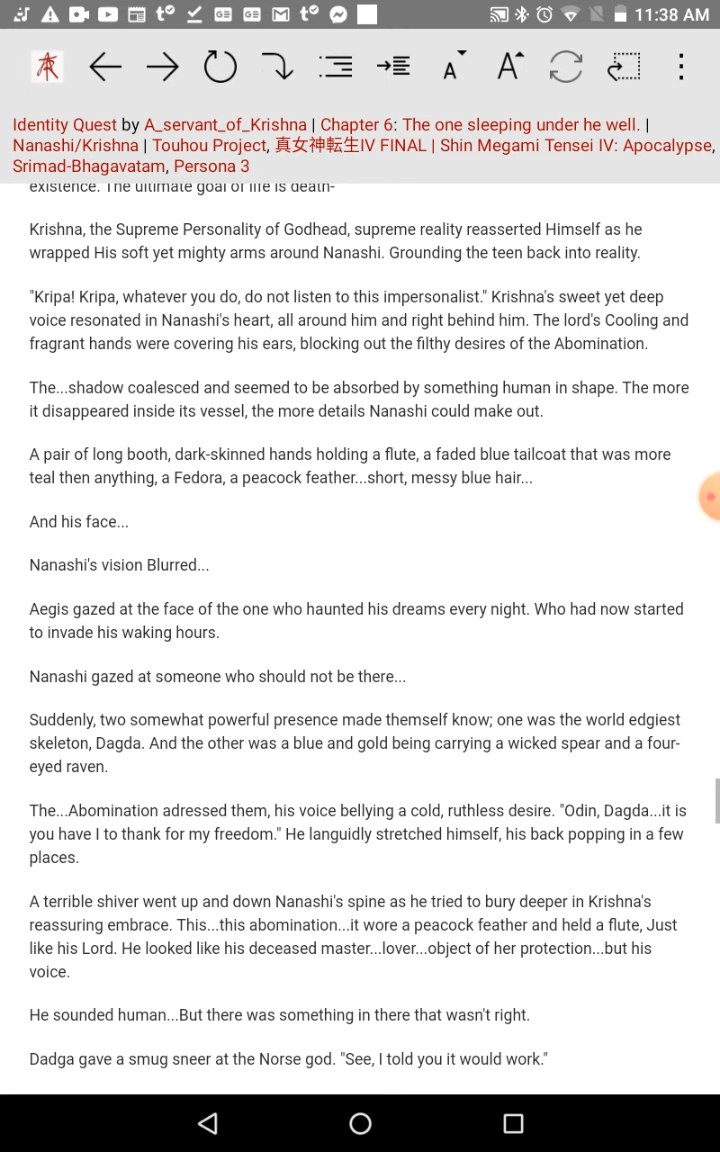 11:38 AM
Identity Quest by A_servant_of_Krishna | Chapter 6: The one sleeping under he well. |
Nanashi/Krishna | Touhou Project, 真女神転生IV FINAL | Shin Megami Tensei IV: Apocalypse,
Srimad-Bhagavatam, Persona 3
existence. The ultimate goal of life is death-
Krishna, the Supreme Personality of Godhead, supreme reality reasserted Himself as he
wrapped His soft yet mighty arms around Nanashi. Grounding the teen back into reality.
"Kripa! Kripa, whatever you do, do not listen to this impersonalist." Krishna's sweet yet deep
voice resonated in Nanashi's heart, all around him and right behind him. The lord's Cooling and
fragrant hands were covering his ears, blocking out the filthy desires of the Abomination.
The...shadow coalesced and seemed to be absorbed by something human in shape. The more
it disappeared inside its vessel, the more details Nanashi could make out.
A pair of long booth, dark-skinned hands holding a flute, a faded blue tailcoat that was more
teal then anything, a Fedora, a peacock feather...short, messy blue hair...
And his face...
Nanashi's vision Blurred...
Aegis gazed at the face of the one who haunted his dreams every night. Who had now started
to invade his waking hours.
Nanashi gazed at someone who should not be there...
Suddenly, two somewhat powerful presence made themself know; one was the world edgiest
skeleton, Dagda. And the other was a blue and gold being carrying a wicked spear and a four-
eyed raven.
The...Abomination adressed them, his voice bellying a cold, ruthless desire. "Odin, Dagda...it is
you have I to thank for my freedom." He languidly stretched himself, his back popping in a few
places.
A terrible shiver went up and down Nanashi's spine as he tried to bury deeper in Krishna's
reassuring embrace. This...this abomination...it wore a peacock feather and held a flute, Just
like his Lord. He looked like his deceased master...lover...object of her protection...but his
voice.
He sounded human...But there was something in there that wasn't right.
Dadga gave a smug sneer at the Norse god. "See, I told you it would work."